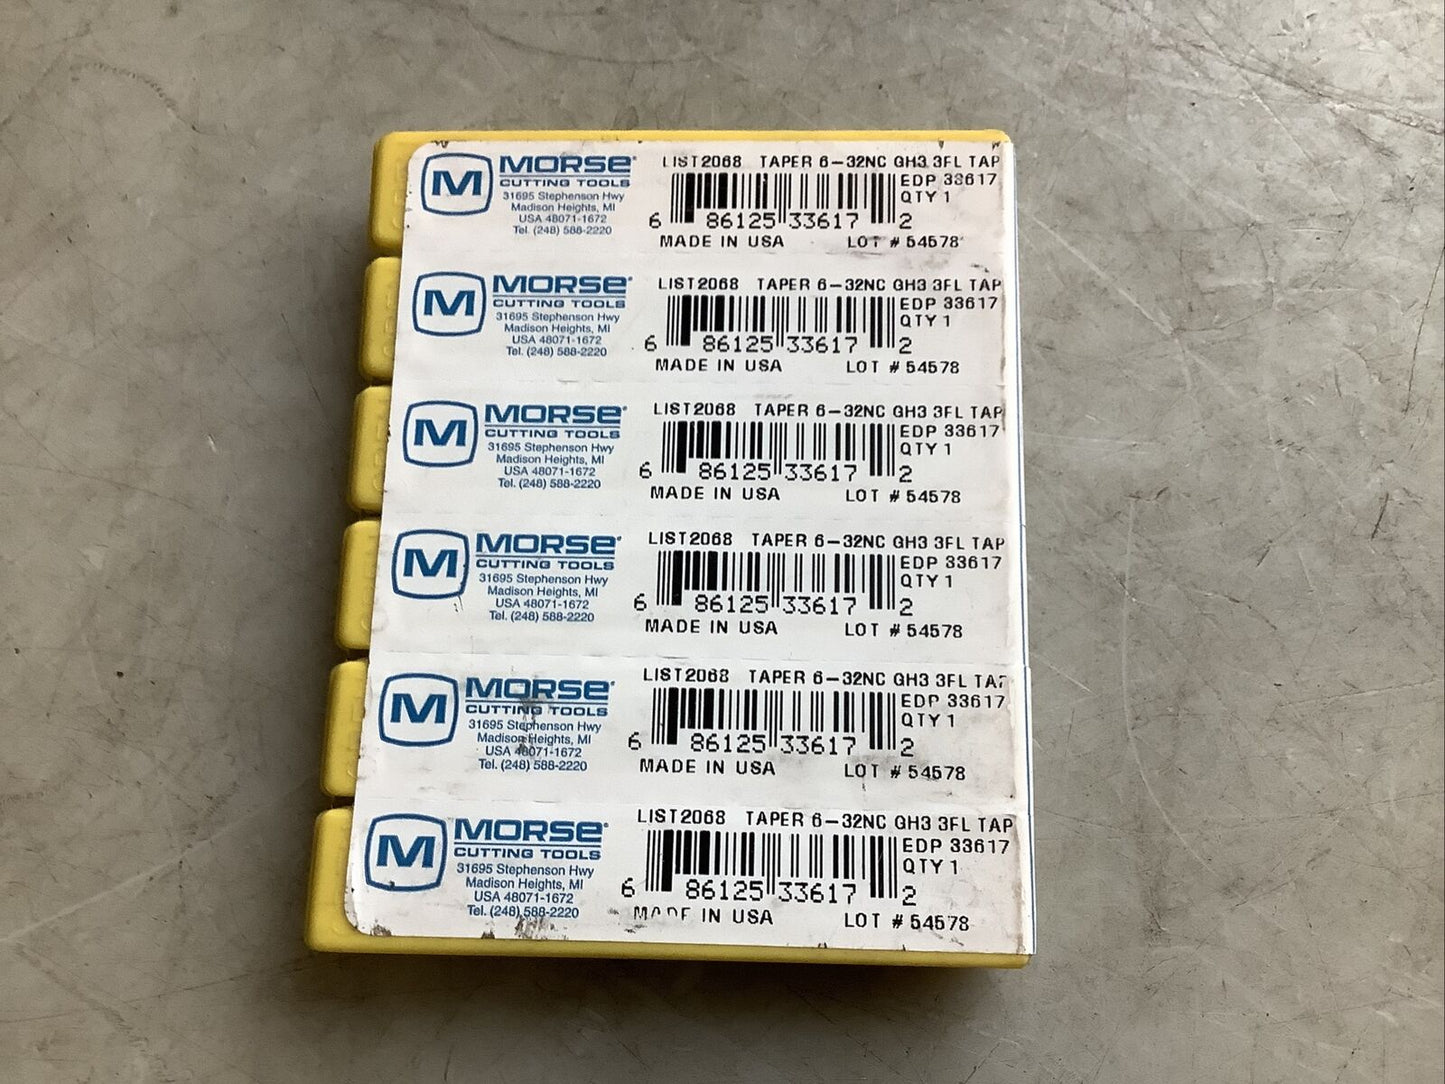 M MORSE
CUTTING TOOLS
31695 Stephenson Hwy
Madison Heights, MI
USA 48071-1672
Tel. (248) 588-2220
LIST2068 TAPER 6-32NC GH3 3FL TAP
EDP 33617
QTY 1
6 86125 33617 2
MADE IN USA LOT # 54578
M MORSE
CUTTING TOOLS
31695 Stephenson Hwy
Madison Heights, MI
USA 48071-1672
Tel. (248) 588-2220
LIST2068 TAPER 6-32NC GH3 3FL TAP
EDP 33617
QTY 1
6 86125 33617 2
MADE IN USA LOT # 54578
M MORSE
CUTTING TOOLS
31695 Stephenson Hwy
Madison Heights, MI
USA 48071-1672
Tel. (248) 588-2220
LIST2068 TAPER 6-32NC GH3 3FL TAP
EDP 33617
QTY 1
6 86125 33617 2
MADE IN USA LOT # 54578
M MORSE
CUTTING TOOLS
31695 Stephenson Hwy
Madison Heights, MI
USA 48071-1672
Tel. (248) 588-2220
LIST2068 TAPER 6-32NC GH3 3FL TAP
EDP 33617
QTY 1
6 86125 33617 2
MADE IN USA LOT # 54578
M MORSE
CUTTING TOOLS
31695 Stephenson Hwy
Madison Heights, MI
USA 48071-1672
Tel. (248) 588-2220
LIST2068 TAPER 6-32NC GH3 3FL TAP
EDP 33617
QTY 1
6 86125 33617 2
MADE IN USA LOT # 54578
M MORSE
CUTTING TOOLS
31695 Stephenson Hwy
Madison Heights, MI
USA 48071-1672
Tel. (248) 588-2220
LIST2068 TAPER 6-32NC GH3 3FL TAP
EDP 33617
QTY 1
6 86125 33617 2
MADE IN USA LOT # 54578